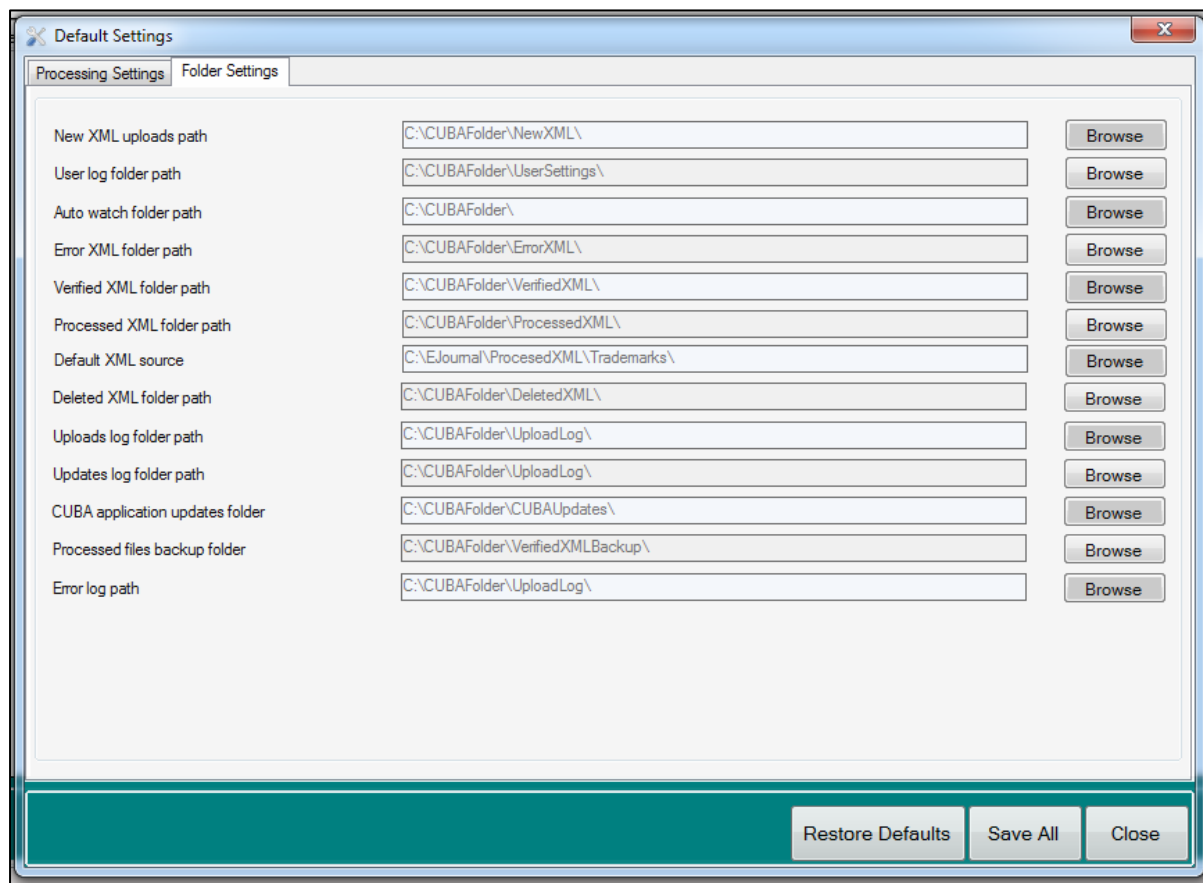 Default Settings
Processing Settings Folder Settings
New XML uploads path C:\CUBAFolder\NewXML\ Browse
User log folder path C:\CUBAFolder\UserSettings\ Browse
Auto watch folder path C:\CUBAFolder\ Browse
Error XML folder path C:\CUBAFolder\ErrorXML\ Browse
Verified XML folder path C:\CUBAFolder\VerifiedXML\ Browse
Processed XML folder path C:\CUBAFolder\ProcessedXML\ Browse
Default XML source C:\EJournal\ProcesedXML\Trademarks\ Browse
Deleted XML folder path C:\CUBAFolder\DeletedXML\ Browse
Uploads log folder path C:\CUBAFolder\UploadLog\ Browse
Updates log folder path C:\CUBAFolder\UploadLog\ Browse
CUBA application updates folder C:\CUBAFolder\CUBAUpdates\ Browse
Processed files backup folder C:\CUBAFolder\VerifiedXMLBackup\ Browse
Error log path C:\CUBAFolder\UploadLog\ Browse
Restore Defaults Save All Close